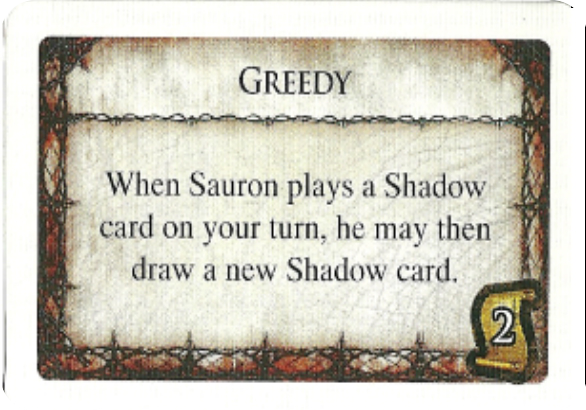 GREEDY
When Sauron plays a Shadow
card on your turn, he may then
draw a new Shadow card.
2